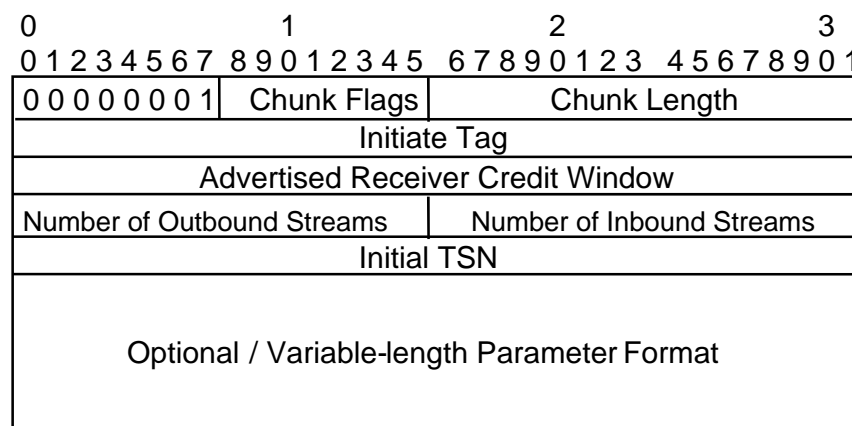 0 1 2 3
0 1 2 3 4 5 6 7 8 9 0 1 2 3 4 5 6 7 8 9 0 1 2 3 4 5 6 7 8 9 0 1
0 0 0 0 0 0 0 1 Chunk Flags Chunk Length
Initiate Tag
Advertised Receiver Credit Window
Number of Outbound Streams Number of Inbound Streams
Initial TSN
Optional / Variable-length Parameter Format